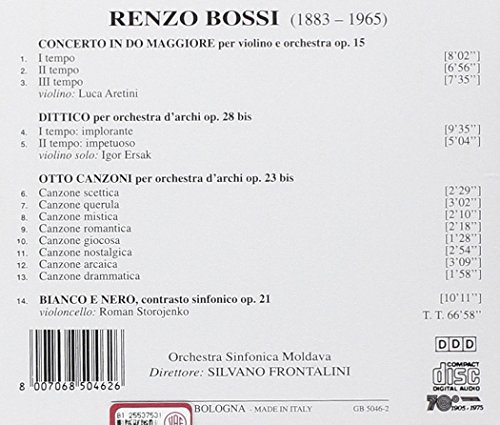 RENZO BOSSI (1883 – 1965)
CONCERTO IN DO MAGGIORE per violino e orchestra op. 15
1. I tempo [8'02'']
2. II tempo [6'56'']
3. III tempo [7'35'']
violino: Luca Aretini
DITTICO per orchestra d'archi op. 28 bis
4. I tempo: implorante [9'35'']
5. II tempo: impetuoso [5'04'']
violino solo: Igor Ersak
OTTO CANZONI per orchestra d'archi op. 23 bis
6. Canzone scettica [2'29'']
7. Canzone querula [3'02'']
8. Canzone mistica [2'10'']
9. Canzone romantica [2'18'']
10. Canzone giocosa [1'28'']
11. Canzone nostalgica [2'54'']
12. Canzone arcaica [3'09'']
13. Canzone drammatica [1'58'']
14. BIANCO E NERO, contrasto sinfonico op. 21 [10'11'']
violoncello: Roman Storojenko T. T. 66'58''
Orchestra Sinfonica Moldava
Direttore: SILVANO FRONTALINI
DDD
COMPACT
disc
DIGITAL AUDIO
70° 1905-1975
8 007068 504626
81 25537531
BOLOGNA - MADE IN ITALY GB 5046-2